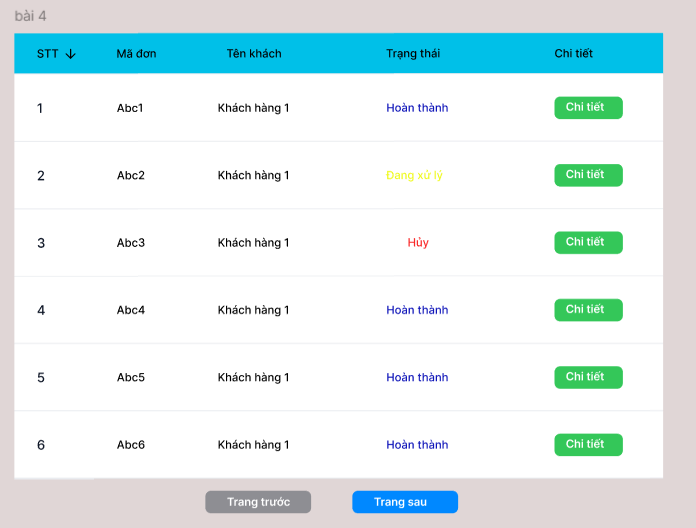 bài 4
STT ↓ Mã đơn Tên khách Trạng thái Chi tiết
1 Abc1 Khách hàng 1 Hoàn thành Chi tiết
2 Abc2 Khách hàng 1 Đang xử lý Chi tiết
3 Abc3 Khách hàng 1 Hủy Chi tiết
4 Abc4 Khách hàng 1 Hoàn thành Chi tiết
5 Abc5 Khách hàng 1 Hoàn thành Chi tiết
6 Abc6 Khách hàng 1 Hoàn thành Chi tiết
Trang trước Trang sau